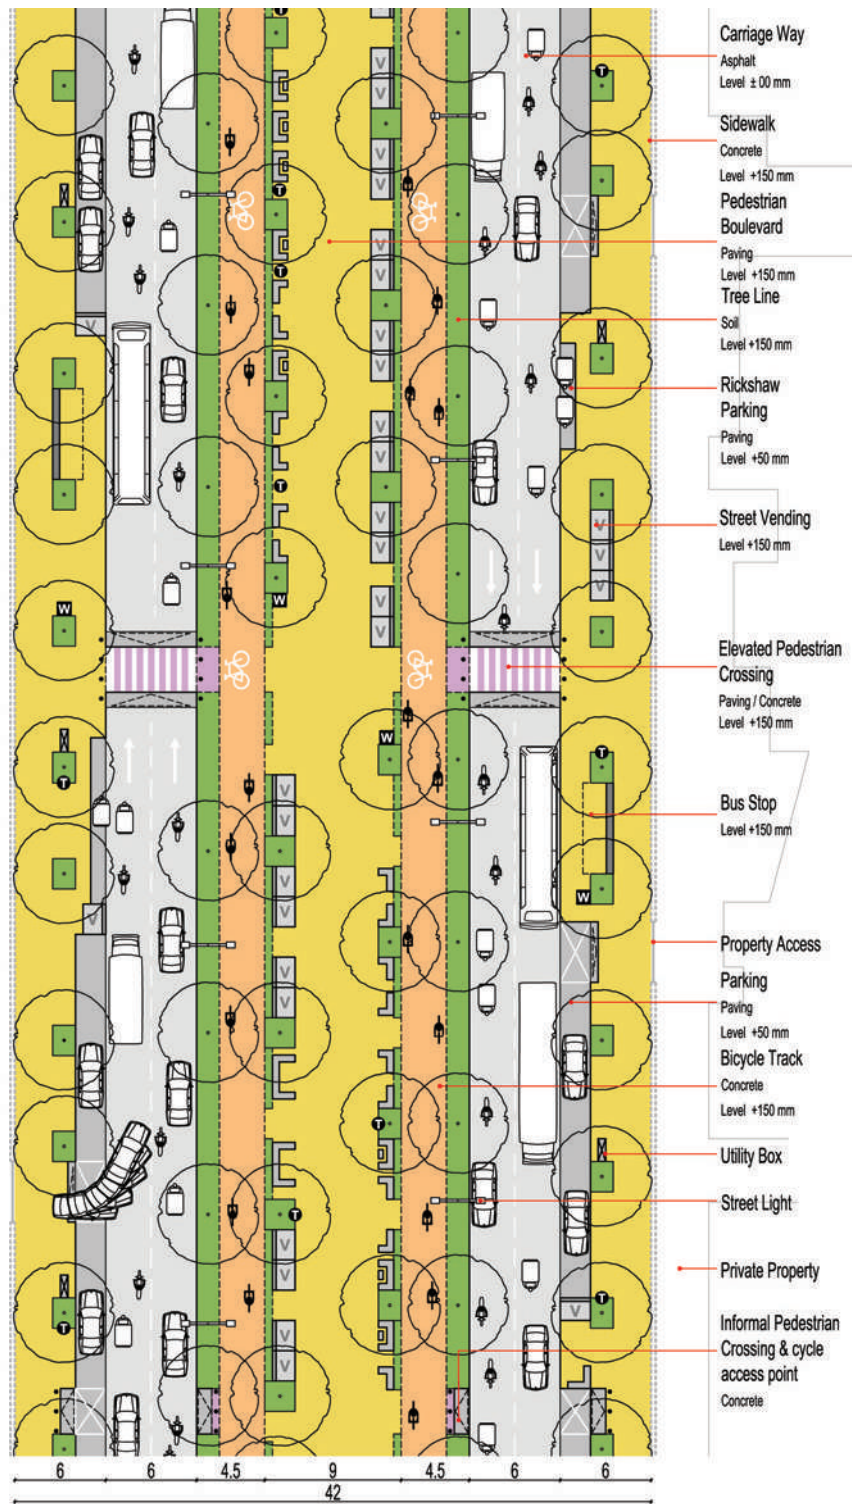 Carriage Way
Asphalt
Level ± 00 mm
Sidewalk
Concrete
Level +150 mm
Pedestrian
Boulevard
Paving
Level +150 mm
Tree Line
Soil
Level +150 mm
Rickshaw
Parking
Paving
Level +50 mm
Street Vending
Level +150 mm
Elevated Pedestrian
Crossing
Paving / Concrete
Level +150 mm
Bus Stop
Level +150 mm
Property Access
Parking
Paving
Level +50 mm
Bicycle Track
Concrete
Level +150 mm
Utility Box
Street Light
Private Property
Informal Pedestrian
Crossing & cycle
access point
Concrete
6 6 4.5 9 4.5 6 6
42